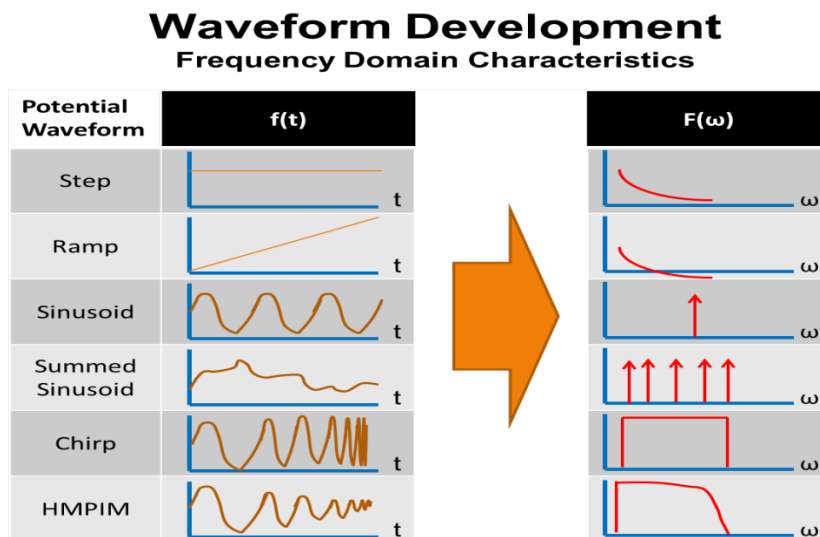 Waveform Development
Frequency Domain Characteristics
Potential
Waveform
f(t)
F(ω)
Step
t
ω
Ramp
t
ω
Sinusoid
t
ω
Summed
Sinusoid
t
ω
Chirp
t
ω
HMPIM
t
ω